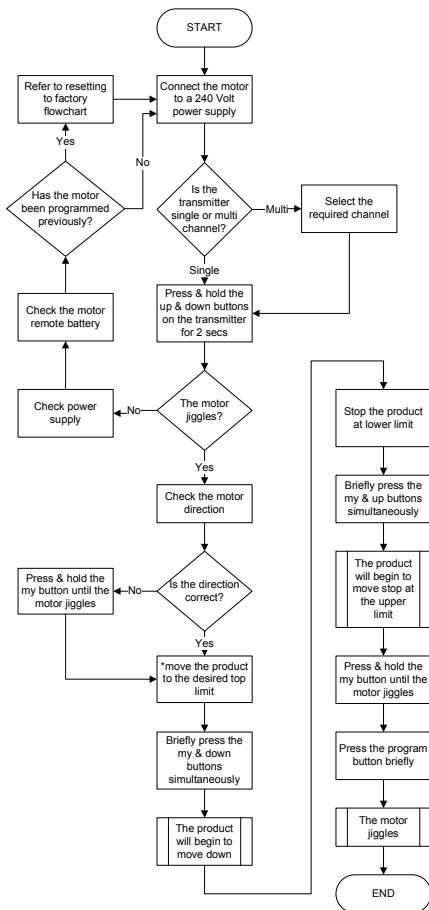 START
Refer to resetting
to factory
flowchart
Connect the motor
to a 240 Volt
power supply
Yes
No
Has the motor
been programmed
previously?
Is the
transmitter
single or multi
channel?
Multi
Select the
required channel
Single
Check the motor
remote battery
Press & hold the
up & down buttons
on the transmitter
for 2 secs
Check power
supply
No
The motor
jiggles?
Yes
Check the motor
direction
Press & hold the
my button until the
motor jiggles
No
Is the direction
correct?
Yes
*move the product
to the desired top
limit
Briefly press the
my & down
buttons
simultaneously
The product
will begin to
move down
Stop the product
at lower limit
Briefly press the
my & up buttons
simultaneously
The product
will begin to
move stop at
the upper
limit
Press & hold the
my button until the
motor jiggles
Press the program
button briefly
The motor
jiggles
END